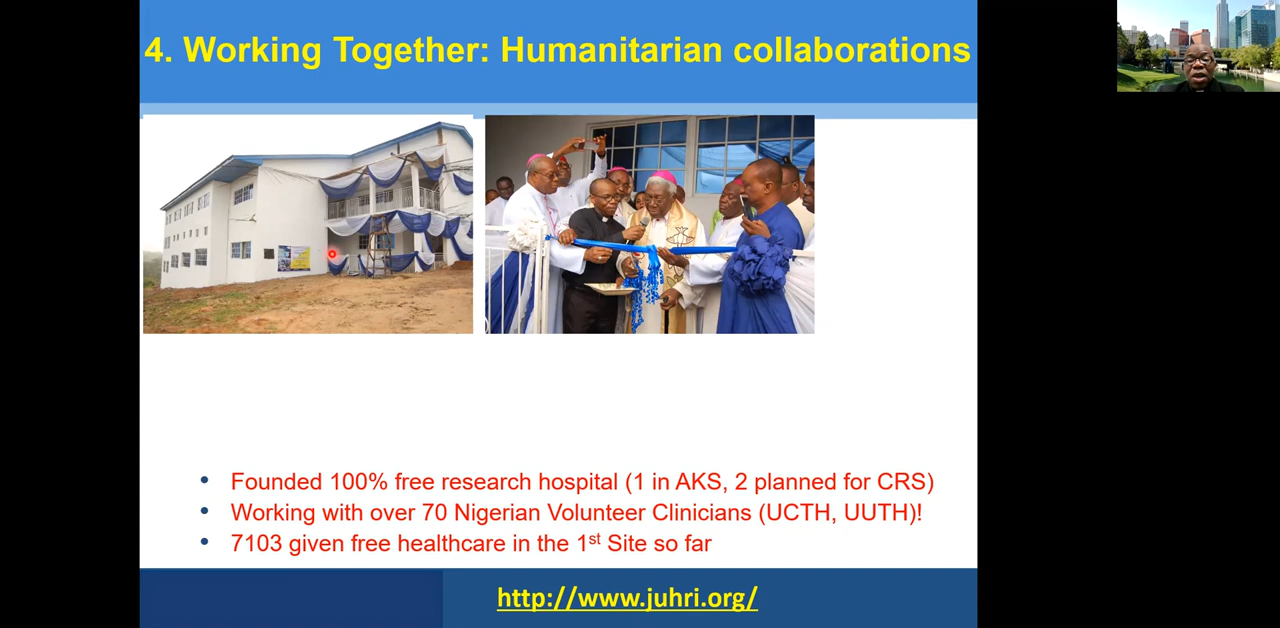 4. Working Together: Humanitarian collaborations
• Founded 100% free research hospital (1 in AKS, 2 planned for CRS)
• Working with over 70 Nigerian Volunteer Clinicians (UCTH, UUTH)!
• 7103 given free healthcare in the 1st Site so far
http://www.juhri.org/